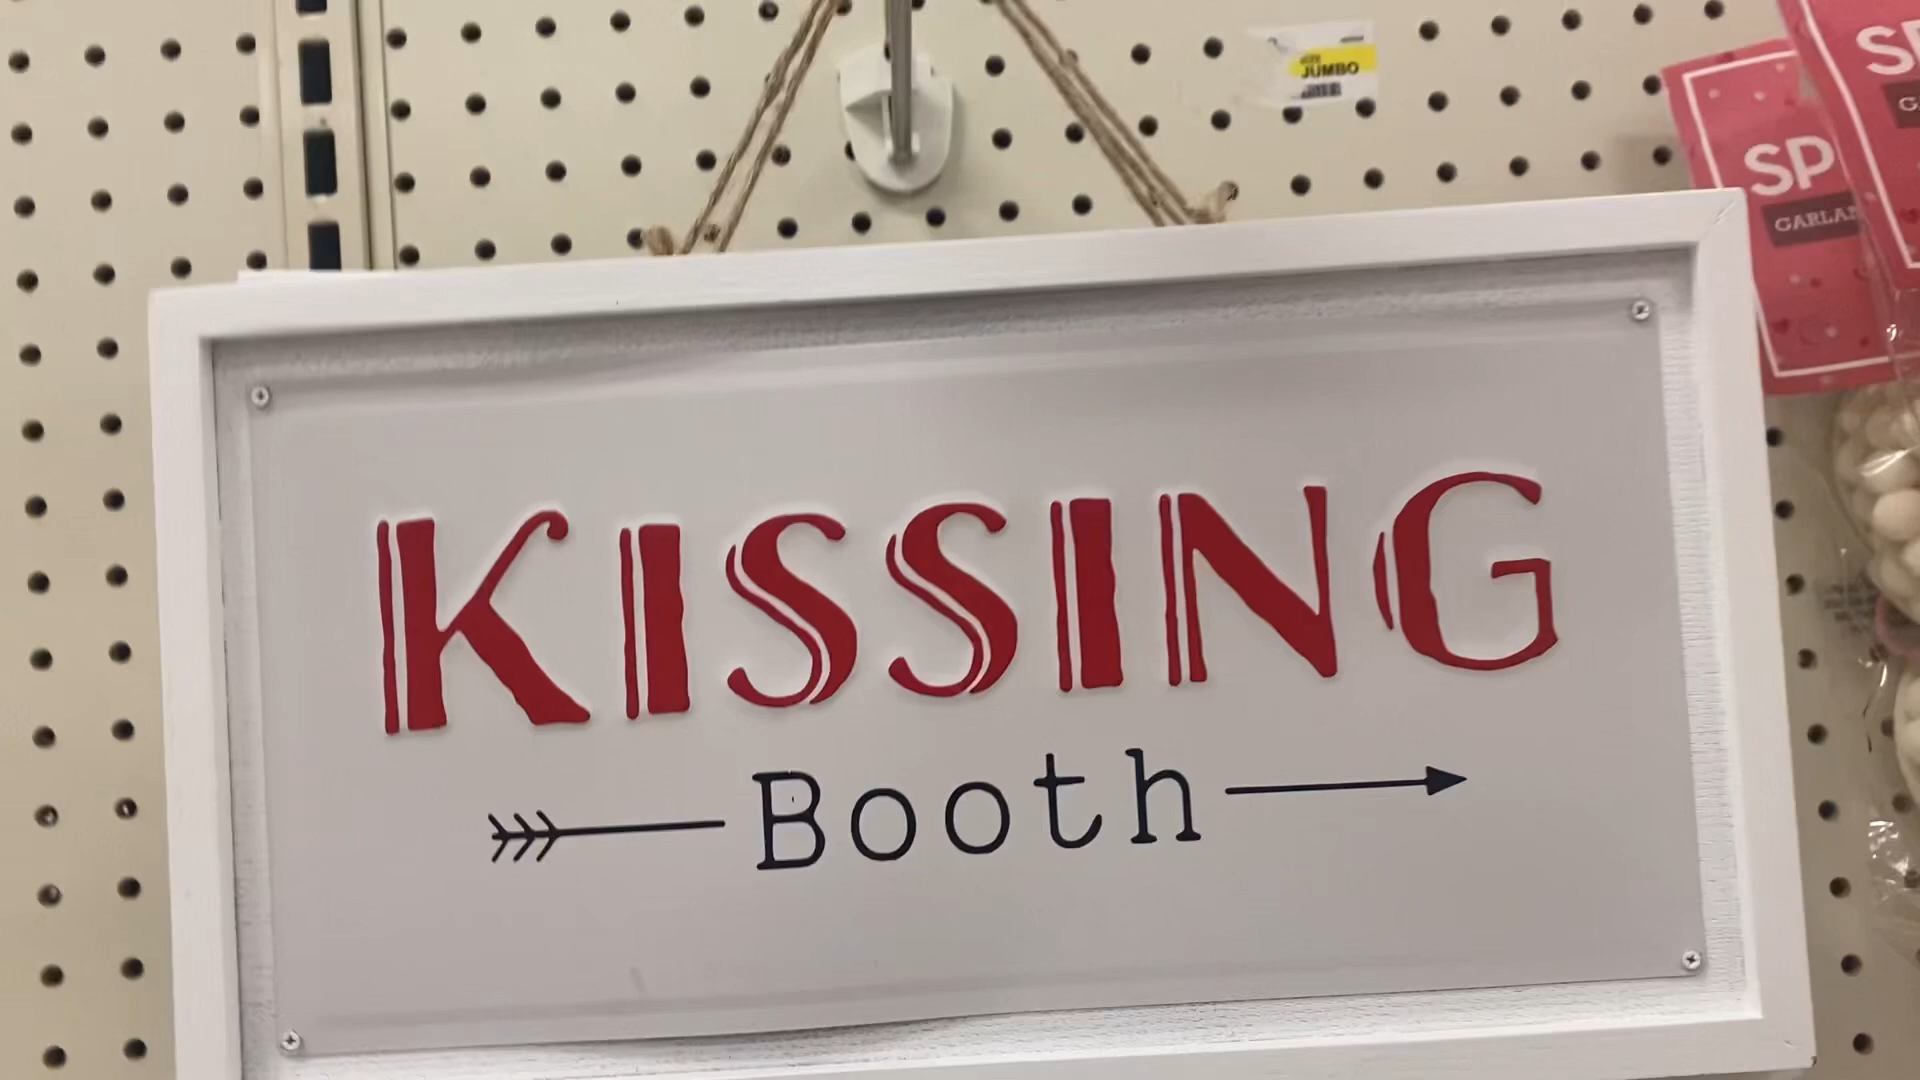 JUMBO
SP
GARLAN
SP
G
KISSING
Booth